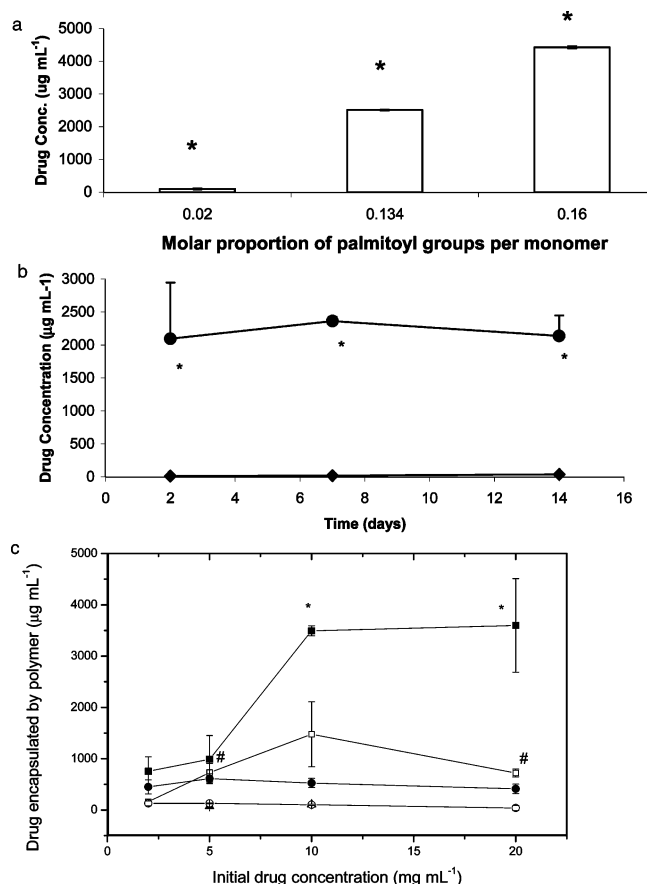 a
Drug Conc. (ug mL-1)
5000
4000
3000
2000
1000
0
*
*
*
0.02 0.134 0.16
Molar proportion of palmitoyl groups per monomer
b
Drug Concentration (µg mL-1)
3000
2500
2000
1500
1000
500
0
*
*
*
0 2 4 6 8 10 12 14 16
Time (days)
c
Drug encapsulated by polymer (µg mL-1)
5000
4000
3000
2000
1000
0
*
*
#
#
0 5 10 15 20
Initial drug concentration (mg mL-1)